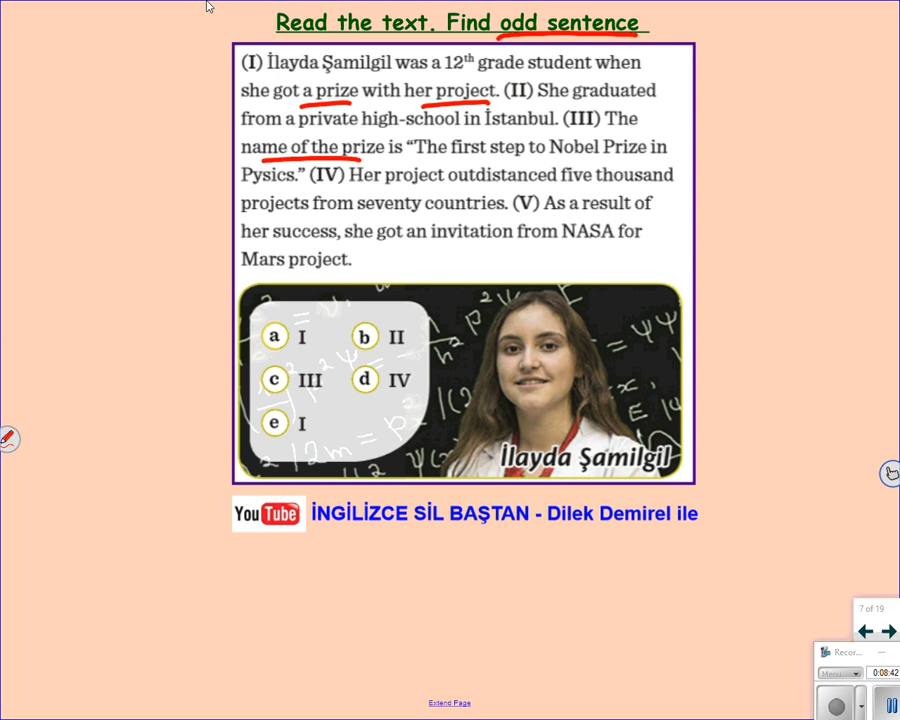 Read the text. Find odd sentence
(I) İlayda Şamilgil was a 12th grade student when
she got a prize with her project. (II) She graduated
from a private high-school in İstanbul. (III) The
name of the prize is “The first step to Nobel Prize in
Pysics.” (IV) Her project outdistanced five thousand
projects from seventy countries. (V) As a result of
her success, she got an invitation from NASA for
Mars project.
a I b II
c III d IV
e I
İlayda Şamilgil
YouTube İNGİLİZCE SİL BAŞTAN - Dilek Demirel ile
7 of 19
Recor...
Menu 0:08:42
Extend Page